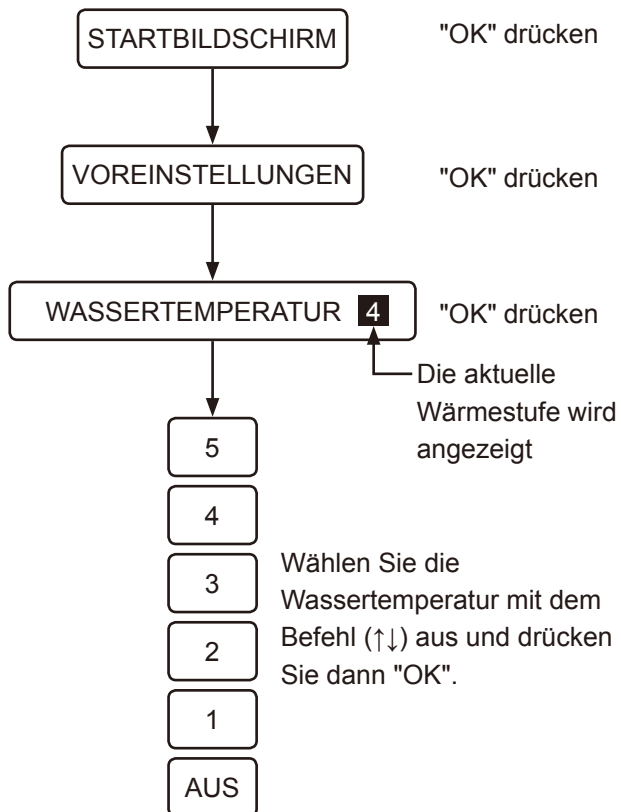 STARTBILDSCHIRM
"OK" drücken
VOREINSTELLUNGEN
"OK" drücken
WASSERTEMPERATUR 4
"OK" drücken
Die aktuelle
Wärmestufe wird
angezeigt
5
4
3
2
1
AUS
Wählen Sie die
Wassertemperatur mit dem
Befehl (↑↓) aus und drücken
Sie dann "OK".